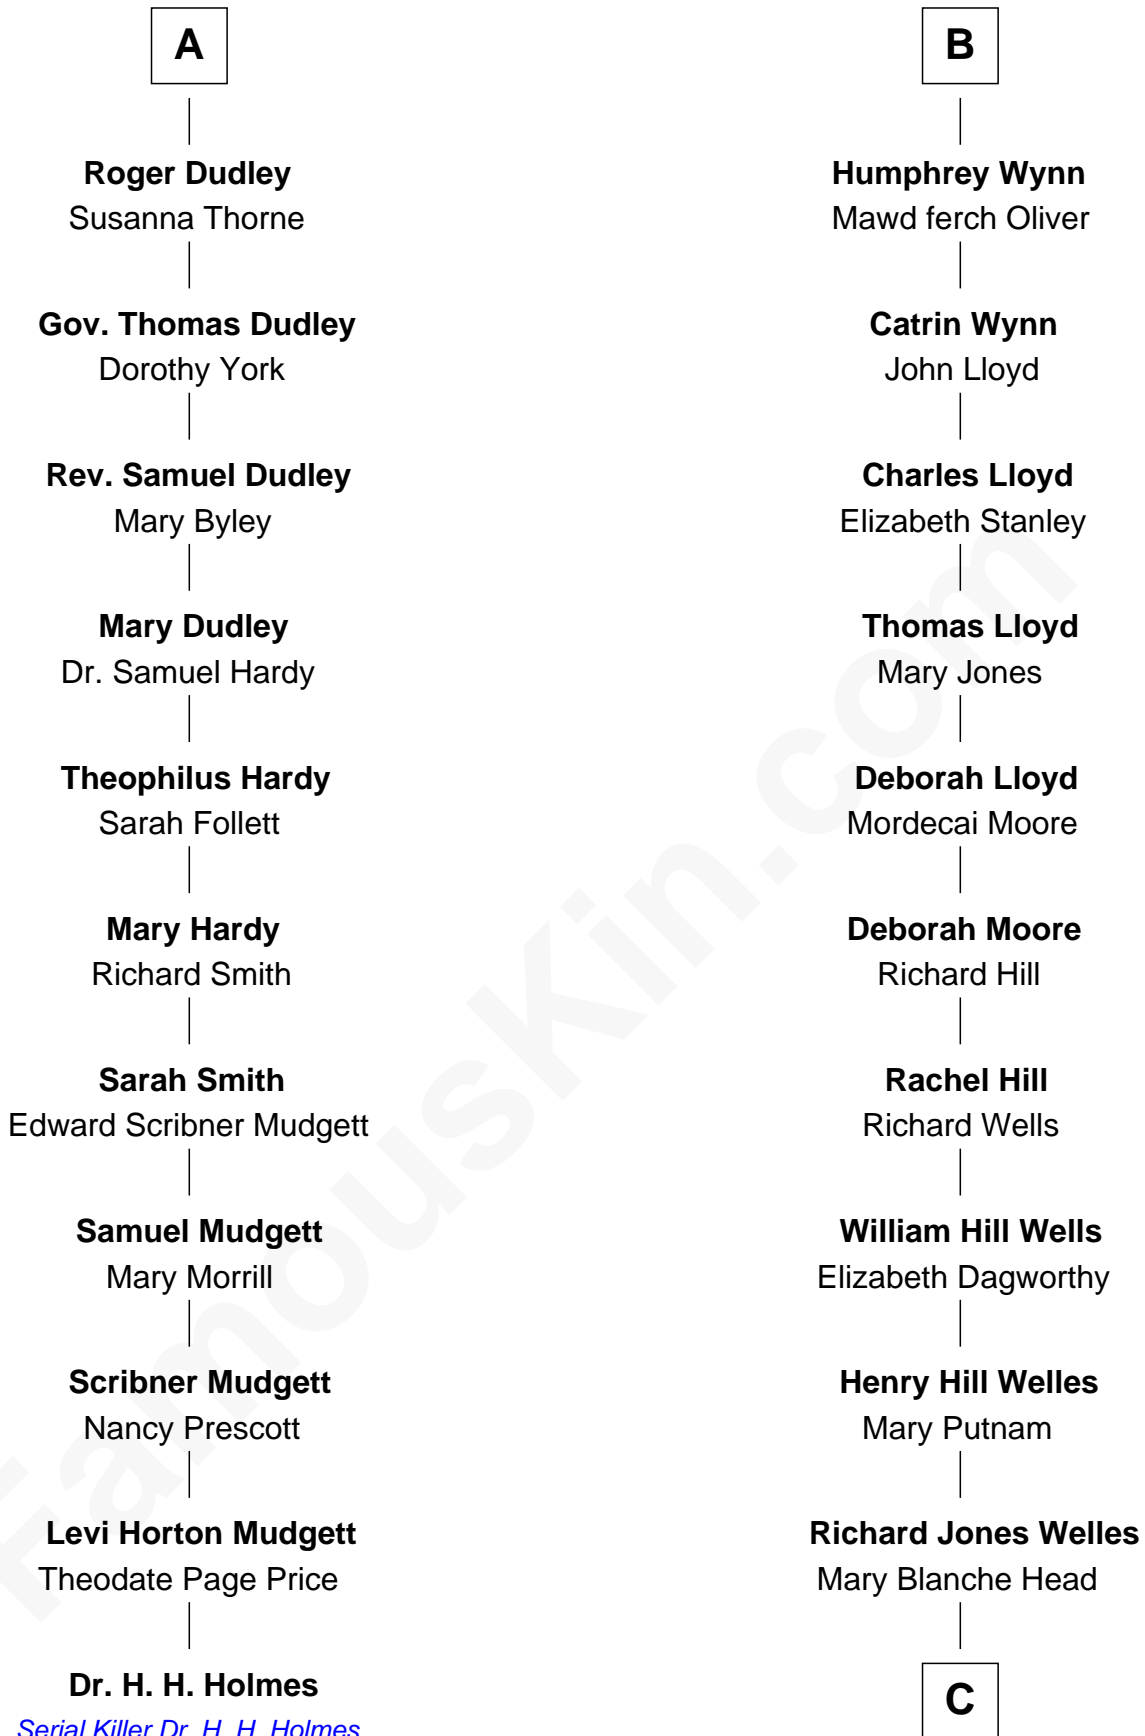 A
Roger Dudley
Susanna Thorne
Gov. Thomas Dudley
Dorothy York
Rev. Samuel Dudley
Mary Byley
Mary Dudley
Dr. Samuel Hardy
Theophilus Hardy
Sarah Follett
Mary Hardy
Richard Smith
Sarah Smith
Edward Scribner Mudgett
Samuel Mudgett
Mary Morrill
Scribner Mudgett
Nancy Prescott
Levi Horton Mudgett
Theodate Page Price
Dr. H. H. Holmes
Serial Killer Dr. H. H. Holmes
B
Humphrey Wynn
Mawd ferch Oliver
Catrin Wynn
John Lloyd
Charles Lloyd
Elizabeth Stanley
Thomas Lloyd
Mary Jones
Deborah Lloyd
Mordecai Moore
Deborah Moore
Richard Hill
Rachel Hill
Richard Wells
William Hill Wells
Elizabeth Dagworthy
Henry Hill Welles
Mary Putnam
Richard Jones Welles
Mary Blanche Head
C
FamousKin.com